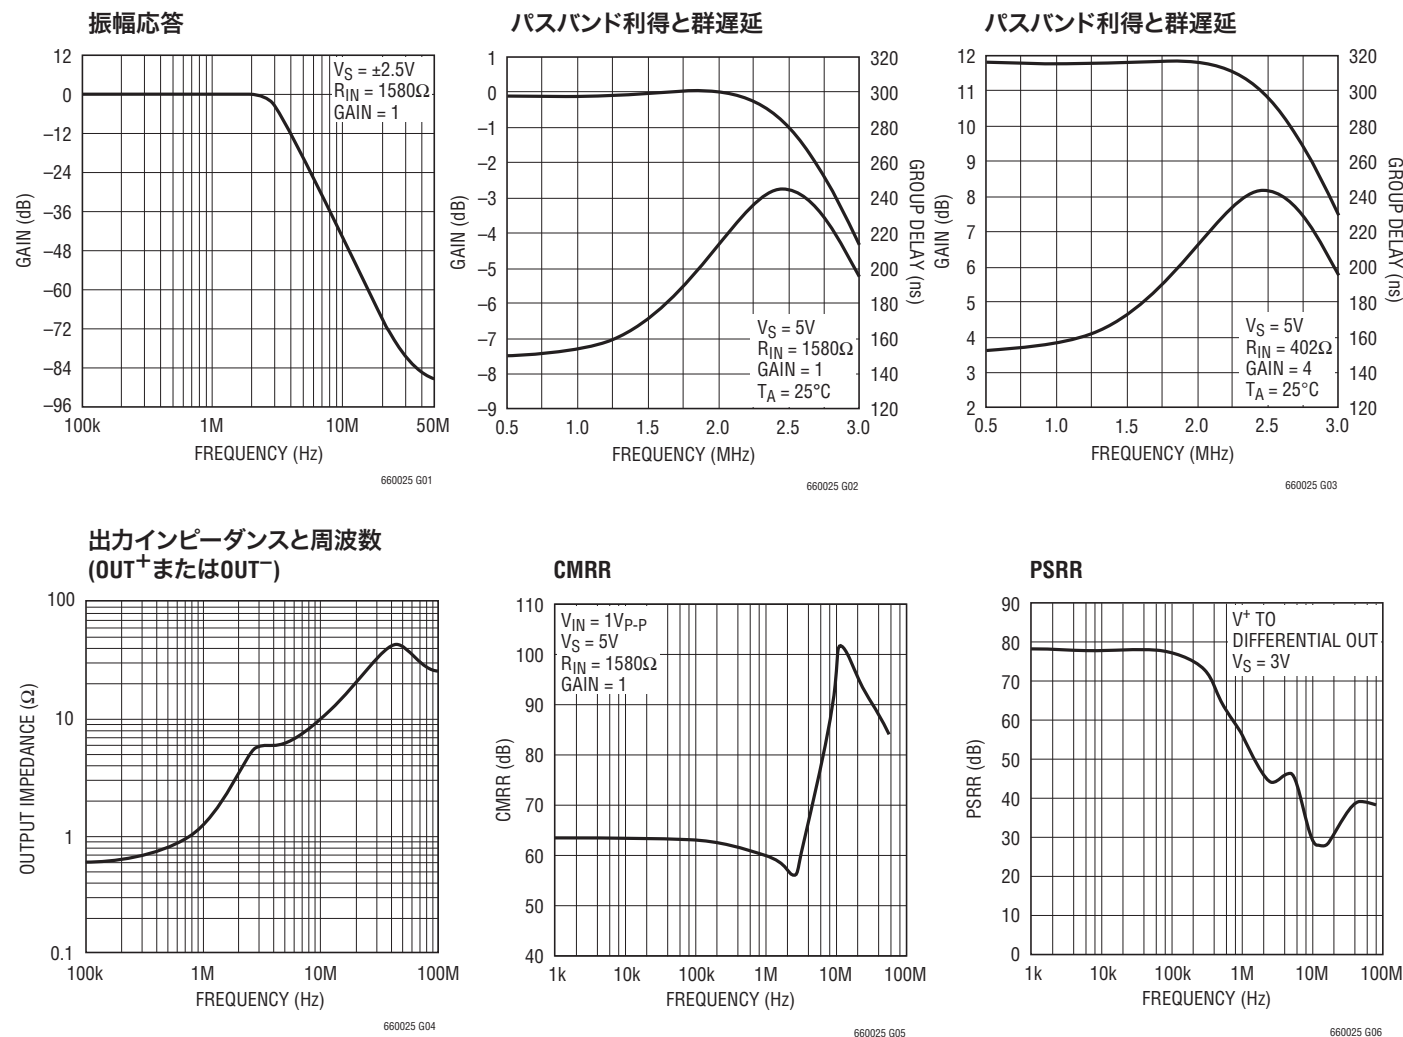 振幅応答
12
0
–12
–24
–36
–48
–60
–72
–84
–96
GAIN (dB)
VS = ±2.5V
RIN = 1580Ω
GAIN = 1
100k 1M 10M 50M
FREQUENCY (Hz)
660025 G01
パスバンド利得と群遅延
1
0
–1
–2
–3
–4
–5
–6
–7
–8
–9
GAIN (dB)
320
300
280
260
240
220
200
180
160
140
120
GROUP DELAY (ns)
VS = 5V
RIN = 1580Ω
GAIN = 1
TA = 25°C
0.5 1.0 1.5 2.0 2.5 3.0
FREQUENCY (MHz)
660025 G02
パスバンド利得と群遅延
12
11
10
9
8
7
6
5
4
3
2
GAIN (dB)
320
300
280
260
240
220
200
180
160
140
120
GROUP DELAY (ns)
VS = 5V
RIN = 402Ω
GAIN = 4
TA = 25°C
0.5 1.0 1.5 2.0 2.5 3.0
FREQUENCY (MHz)
660025 G03
出力インピーダンスと周波数
(OUT+またはOUT–)
100
10
1
0.1
OUTPUT IMPEDANCE (Ω)
100k 1M 10M 100M
FREQUENCY (Hz)
660025 G04
CMRR
110
100
90
80
70
60
50
40
CMRR (dB)
VIN = 1VP-P
VS = 5V
RIN = 1580Ω
GAIN = 1
1k 10k 100k 1M 10M 100M
FREQUENCY (Hz)
660025 G05
PSRR
90
80
70
60
50
40
30
20
10
0
PSRR (dB)
V+ TO
DIFFERENTIAL OUT
VS = 3V
1k 10k 100k 1M 10M 100M
FREQUENCY (Hz)
660025 G06